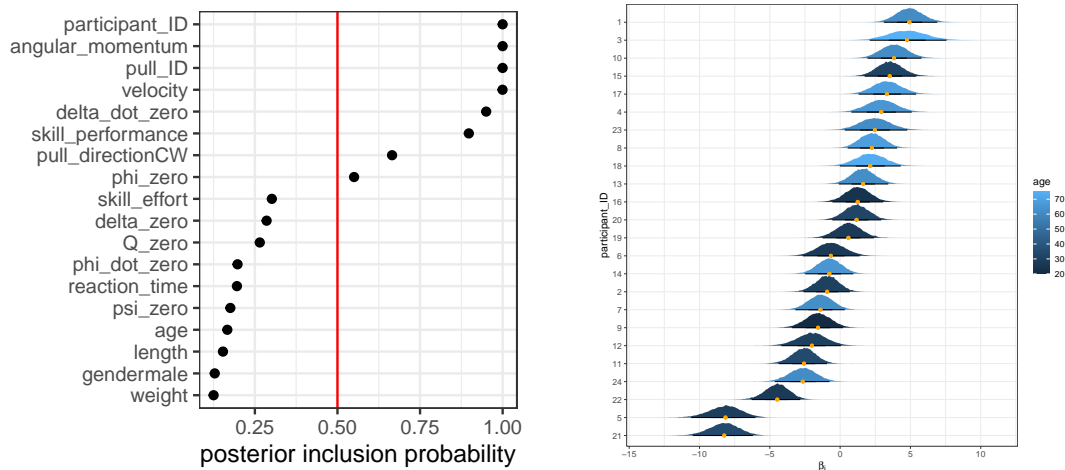 participant_ID
angular_momentum
pull_ID
velocity
delta_dot_zero
skill_performance
pull_directionCW
phi_zero
skill_effort
delta_zero
Q_zero
phi_dot_zero
reaction_time
psi_zero
age
length
gendermale
weight
0.25 0.50 0.75 1.00
posterior inclusion probability
participant_ID
1
3
10
15
17
4
23
8
18
13
16
20
19
6
14
2
7
9
12
11
24
22
5
21
−15 −10 −5 0 5 10
βi
age
70
60
50
40
30
20